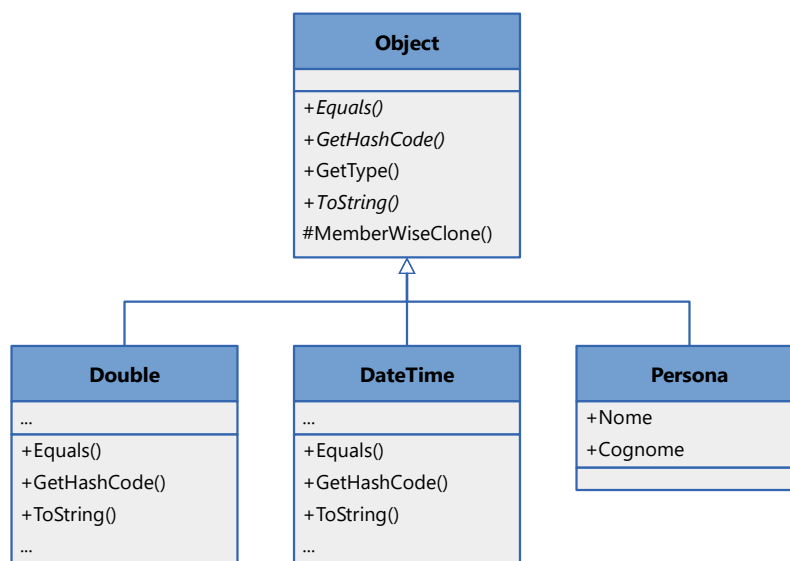 Object
+Equals()
+GetHashCode()
+GetType()
+ToString()
#MemberWiseClone()
Double
...
+Equals()
+GetHashCode()
+ToString()
...
DateTime
...
+Equals()
+GetHashCode()
+ToString()
...
Persona
+Nome
+Cognome